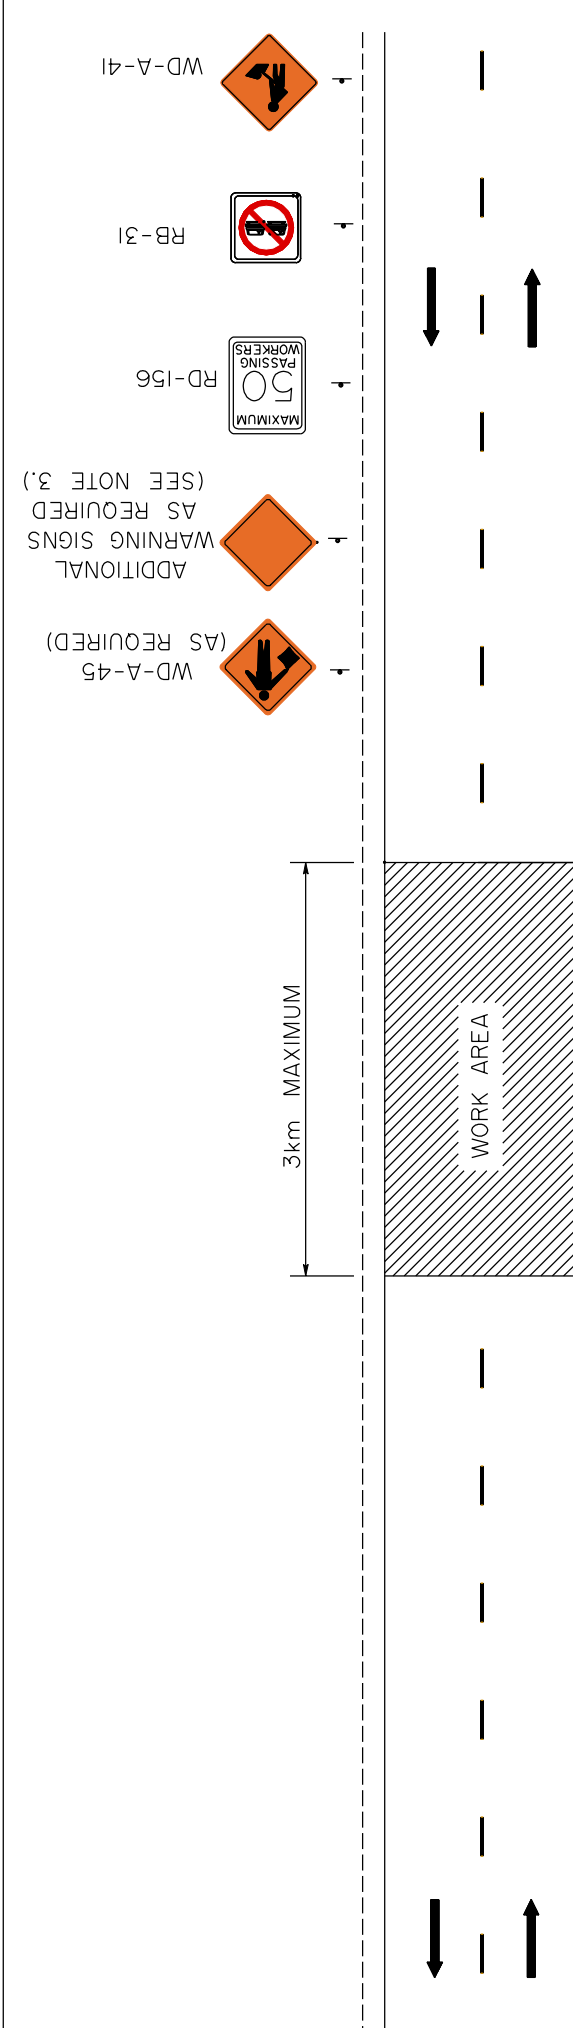 WD-A-41
RB-31
RD-156
MAXIMUM
50
PASSING
WORKERS
ADDITIONAL
WARNING SIGNS
AS REQUIRED
(SEE NOTE 3.)
WD-A-45
(AS REQUIRED)
3km MAXIMUM
WORK AREA